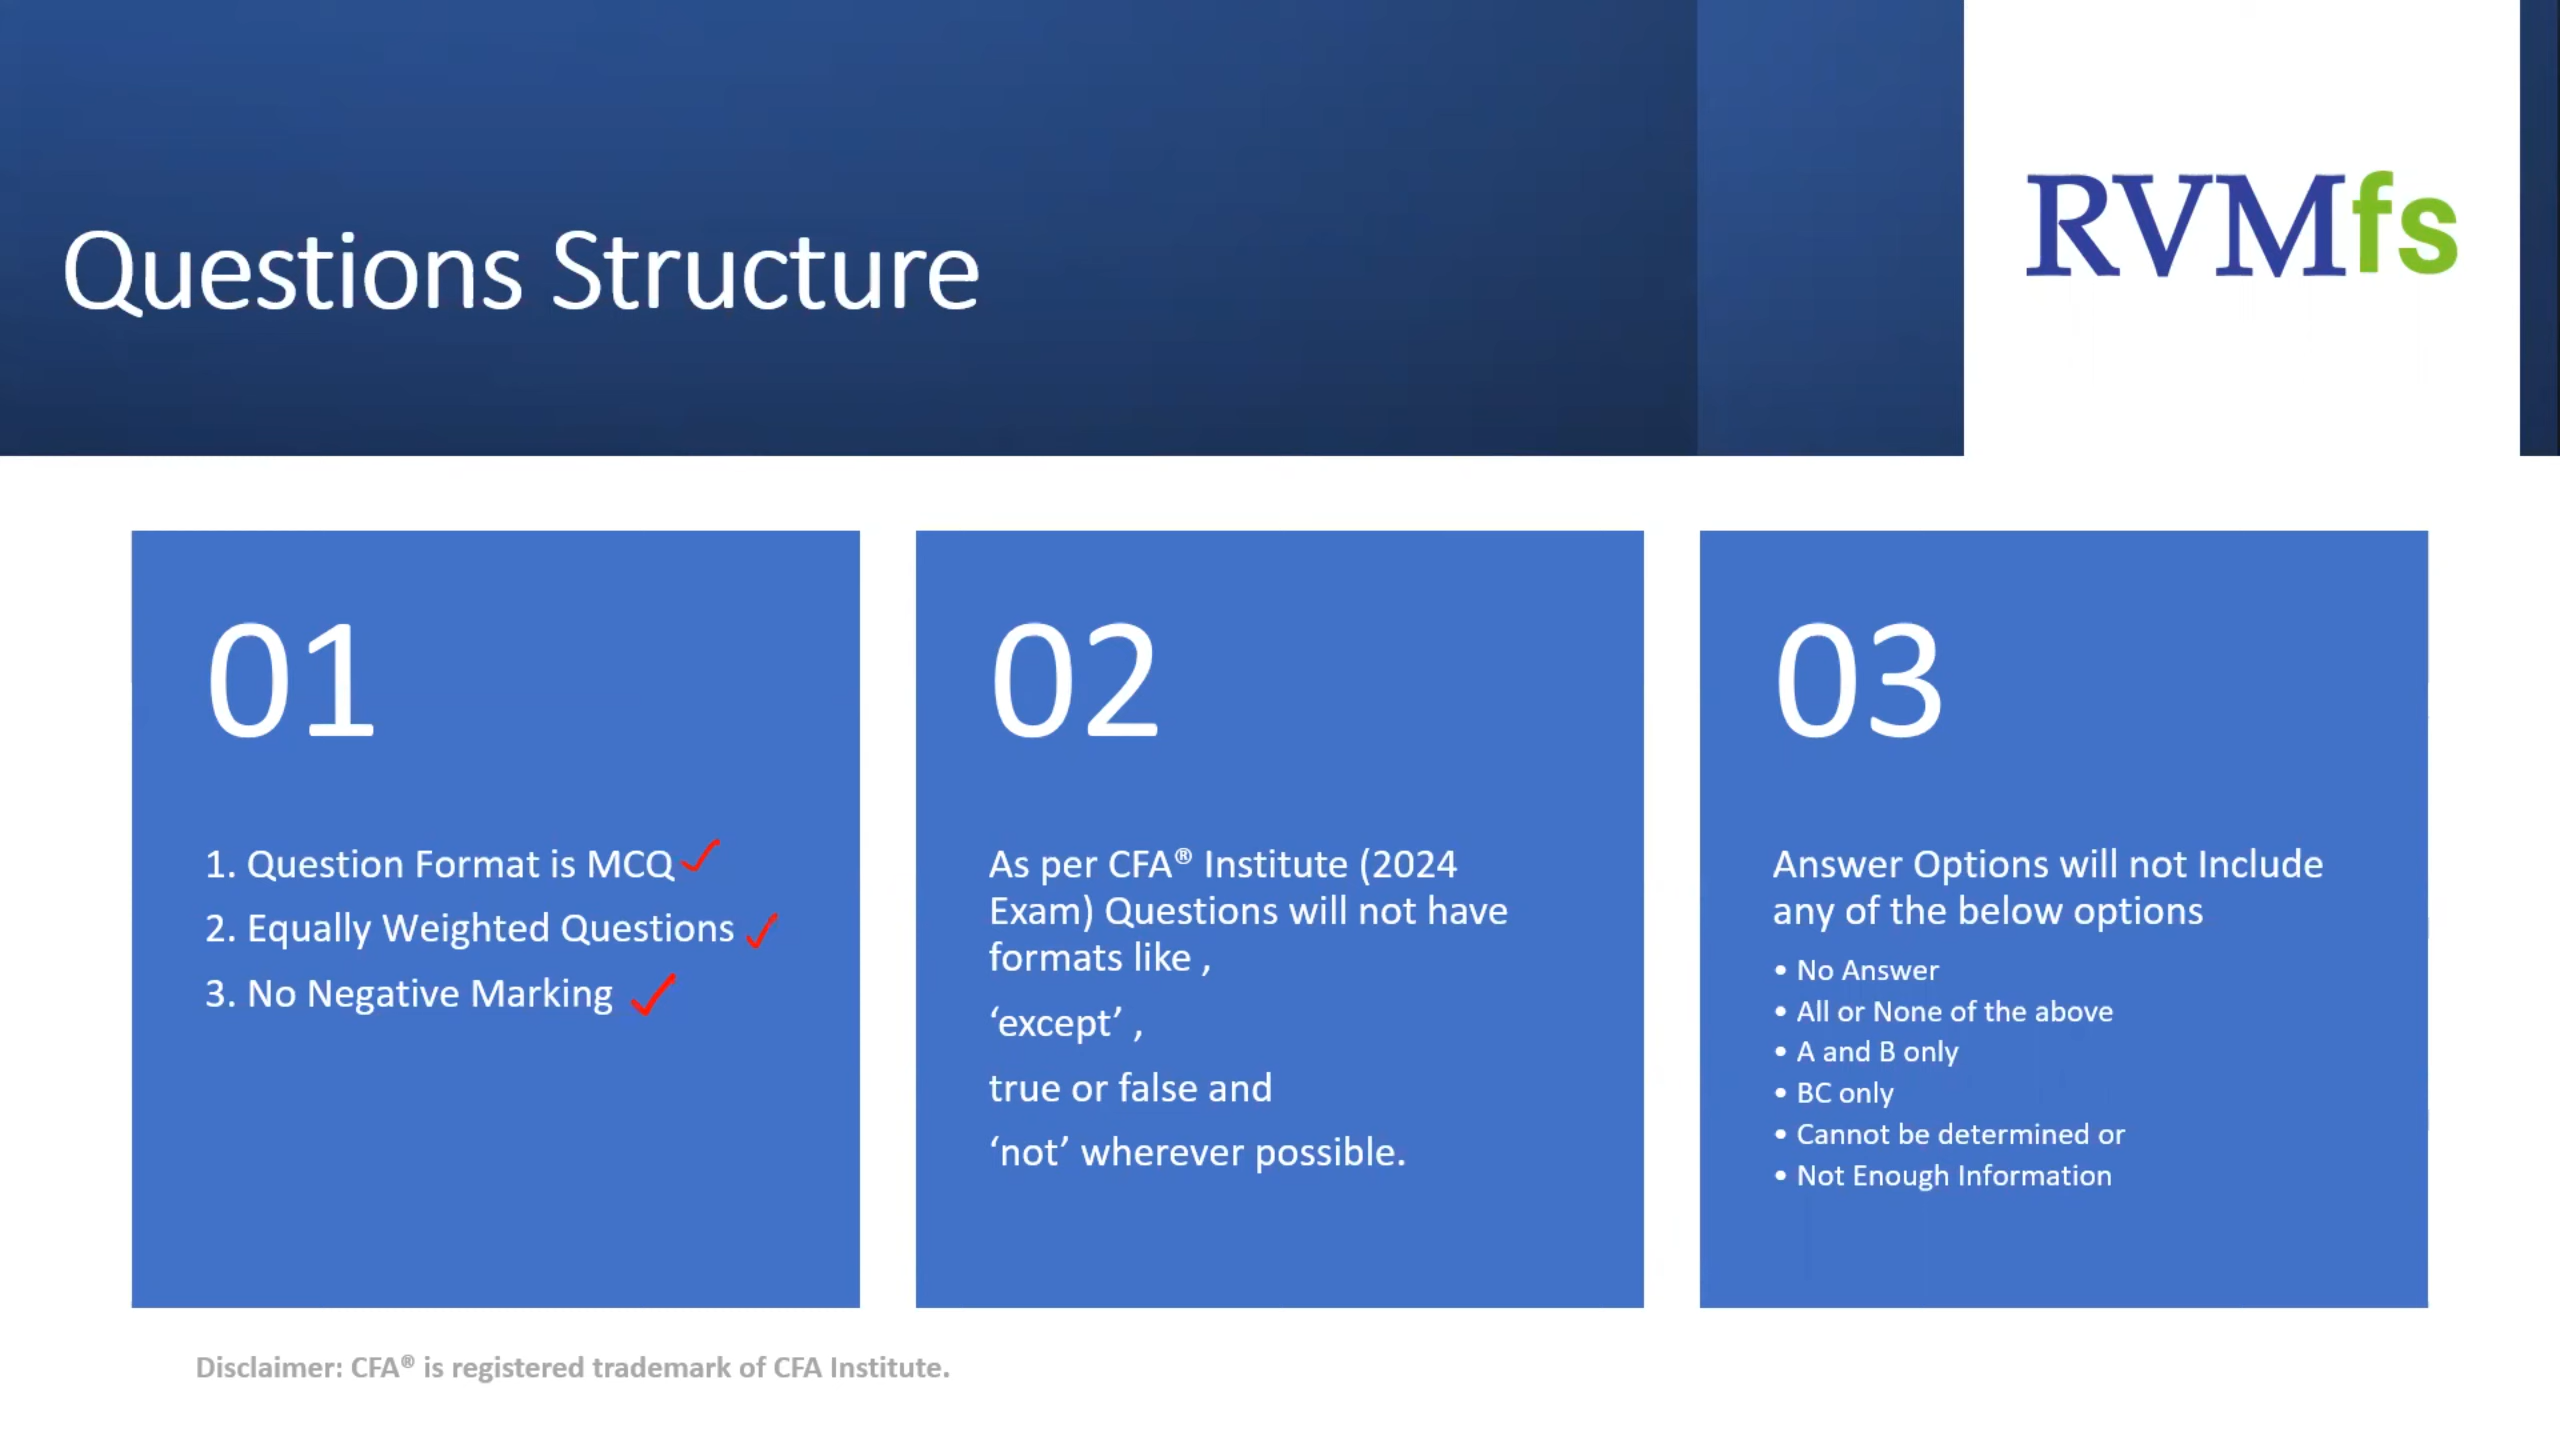 Questions Structure
RVMfs
01
1. Question Format is MCQ
2. Equally Weighted Questions
3. No Negative Marking
02
As per CFA® Institute (2024
Exam) Questions will not have
formats like ,
‘except’ ,
true or false and
‘not’ wherever possible.
03
Answer Options will not Include
any of the below options
• No Answer
• All or None of the above
• A and B only
• BC only
• Cannot be determined or
• Not Enough Information
Disclaimer: CFA® is registered trademark of CFA Institute.